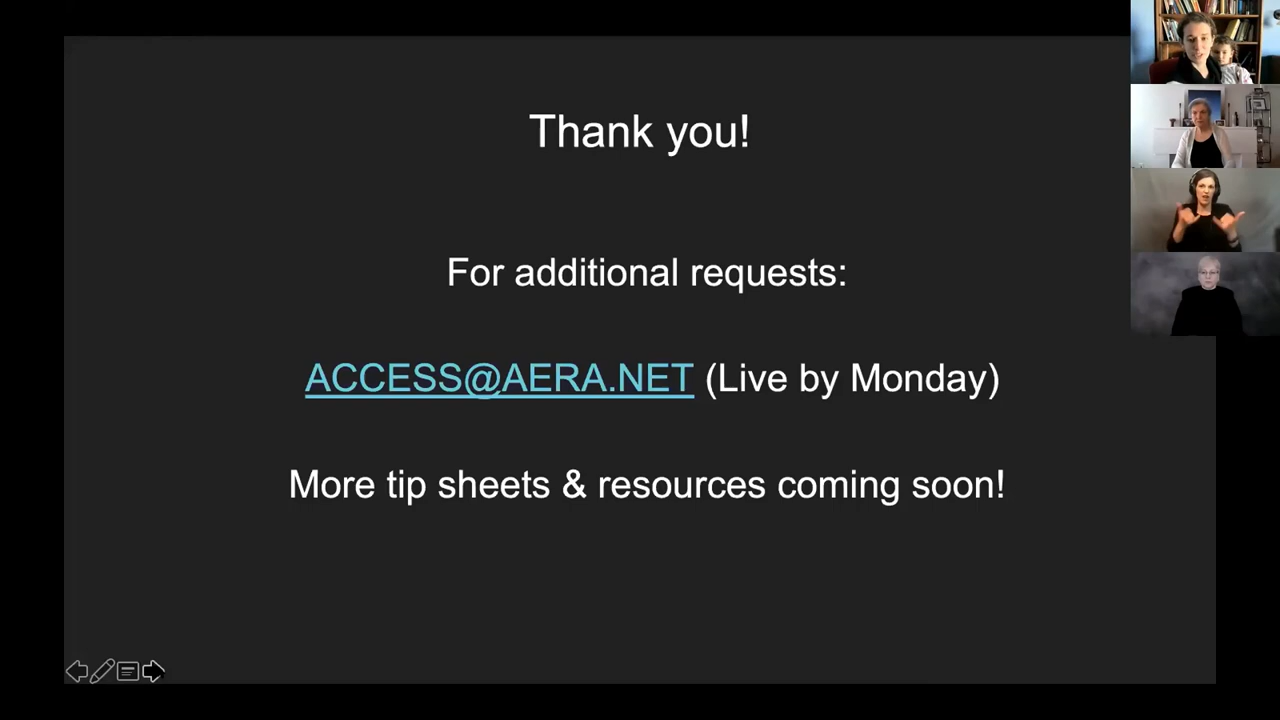 Thank you!
For additional requests:
ACCESS@AERA.NET (Live by Monday)
More tip sheets & resources coming soon!